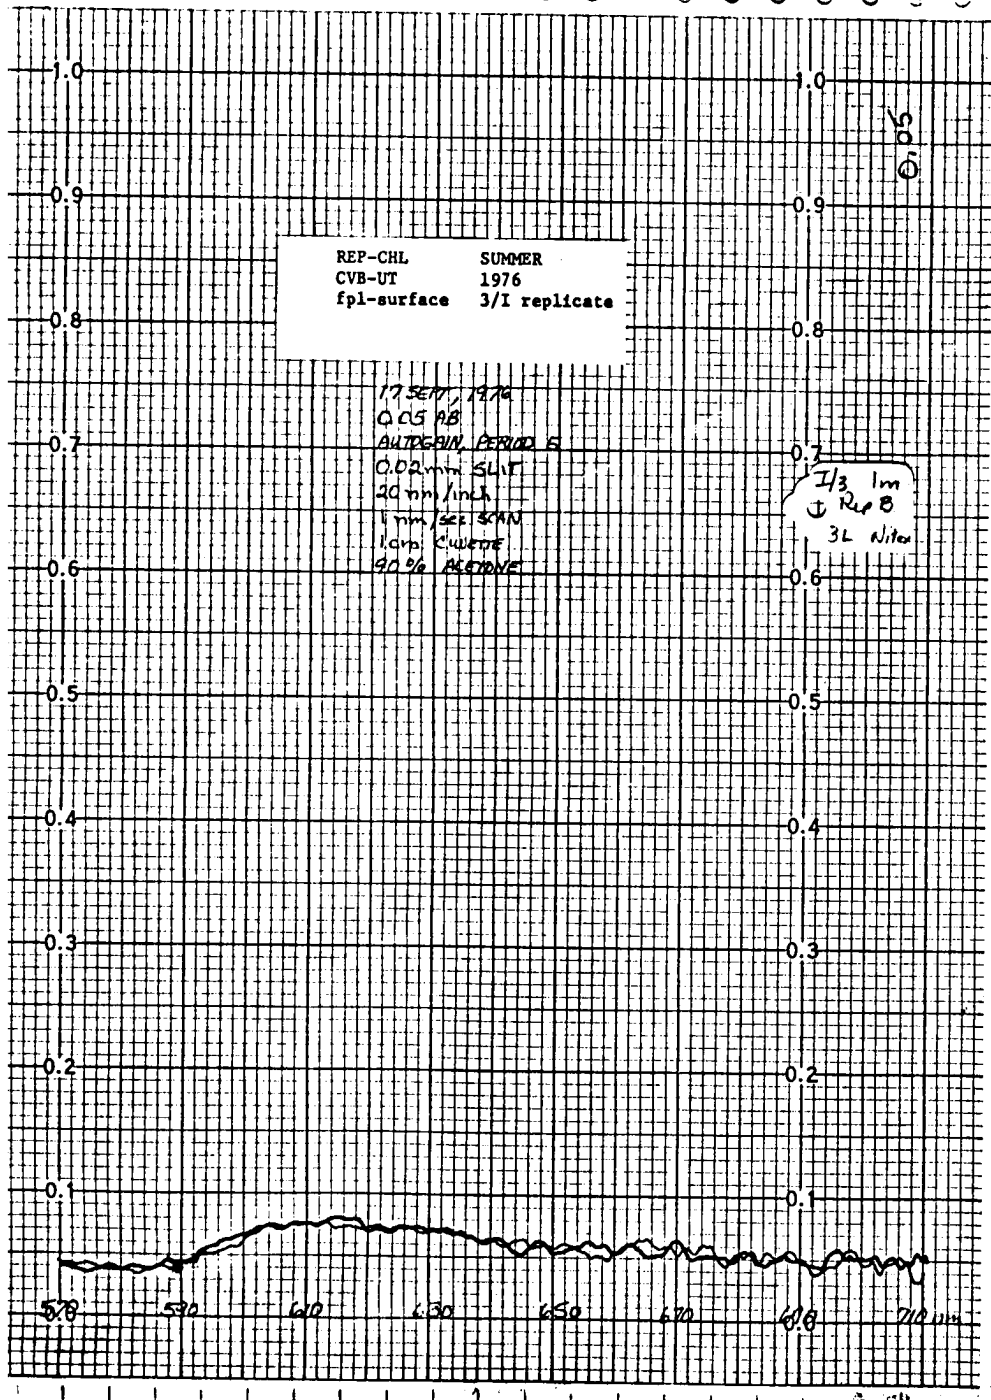 1.0 1.0
0.05
0.9 0.9
REP-CHL SUMMER
CVB-UT 1976
fpl-surface 3/I replicate
0.8 0.8
17 SEPT, 1976
0.05 AB
0.7 AUTOGAIN, PERIOD 5 0.7
0.02mm SLIT
20 nm/inch
1 nm/sec SCAN
1 cm CUVETTE
90% ACETONE
I/3 1m
Rep B
3L Nitex
0.6 0.6
0.5 0.5
0.4 0.4
0.3 0.3
0.2 0.2
0.1 0.1
570 590 610 630 650 670 690 710 nm